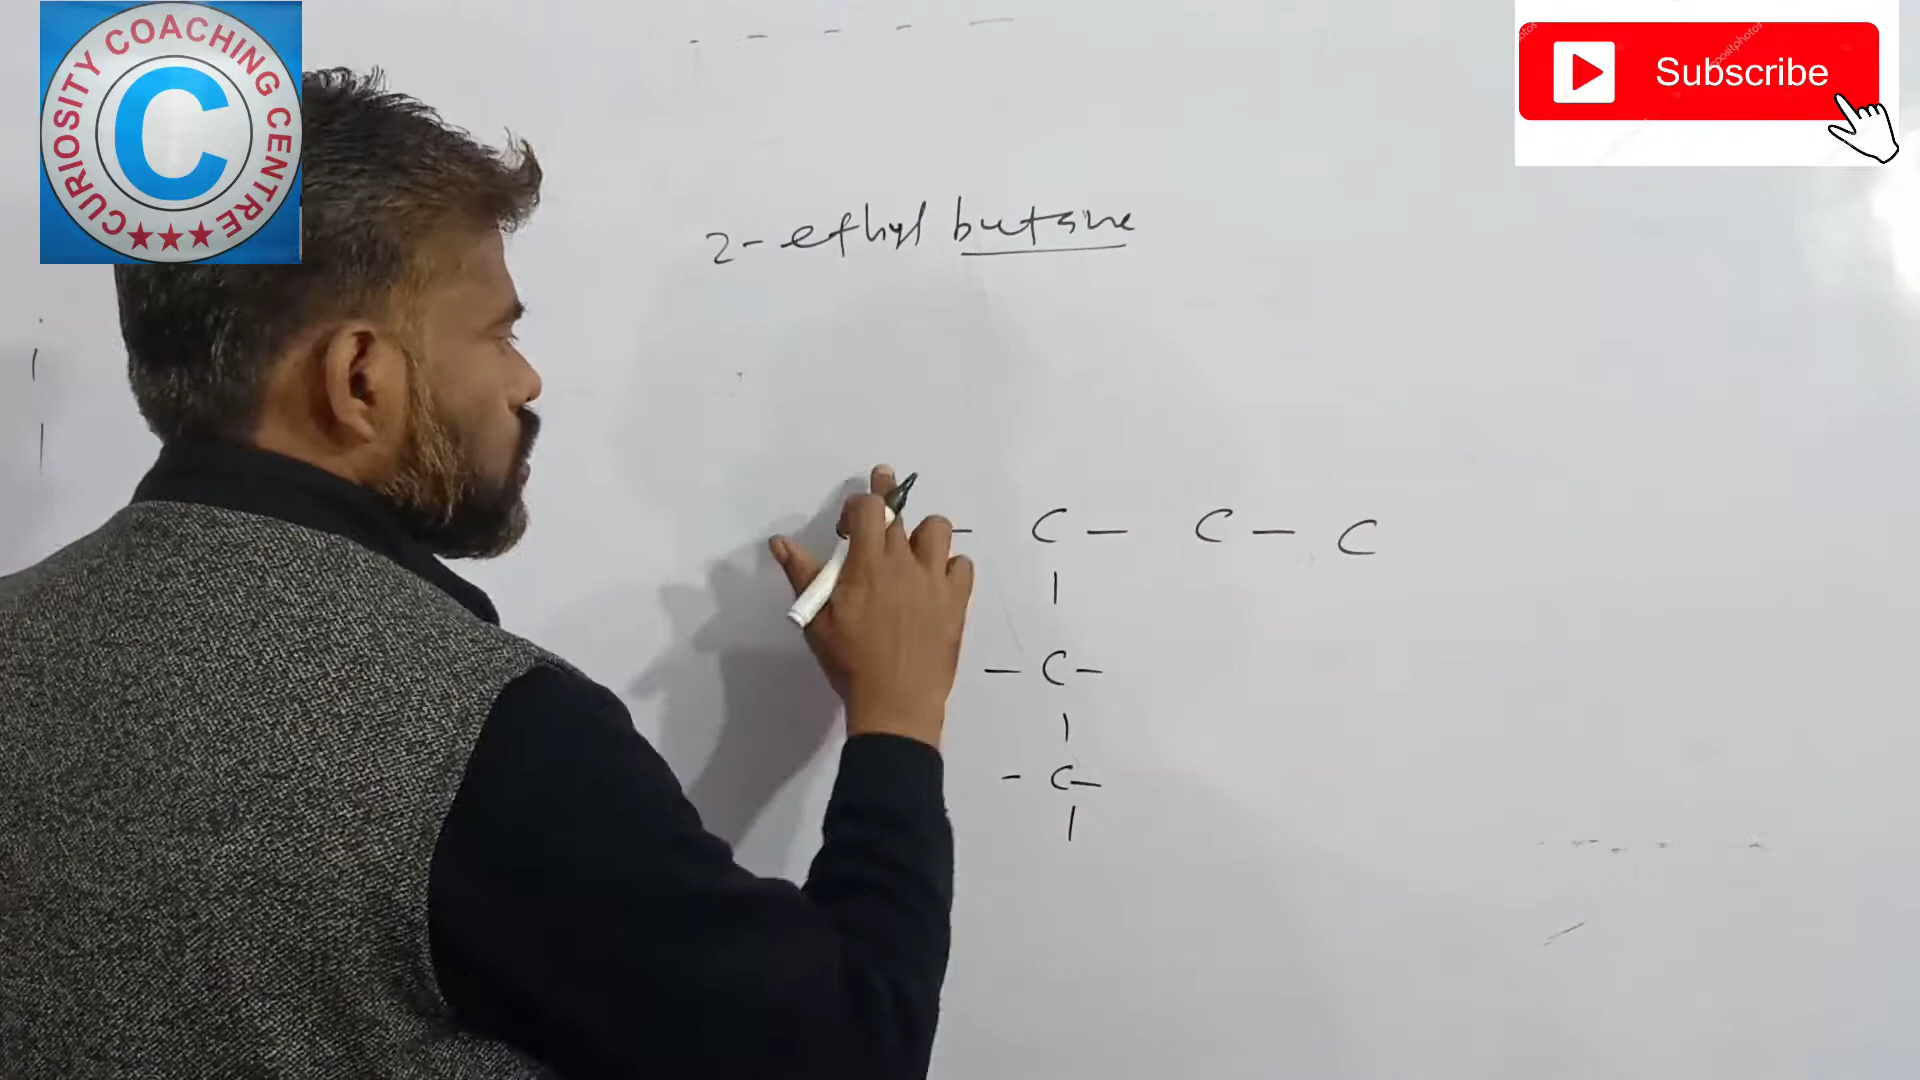 CURIOSITY COACHING CENTRE
C
Subscribe
2- ethyl butane
- C - C - C
- C -
- C -